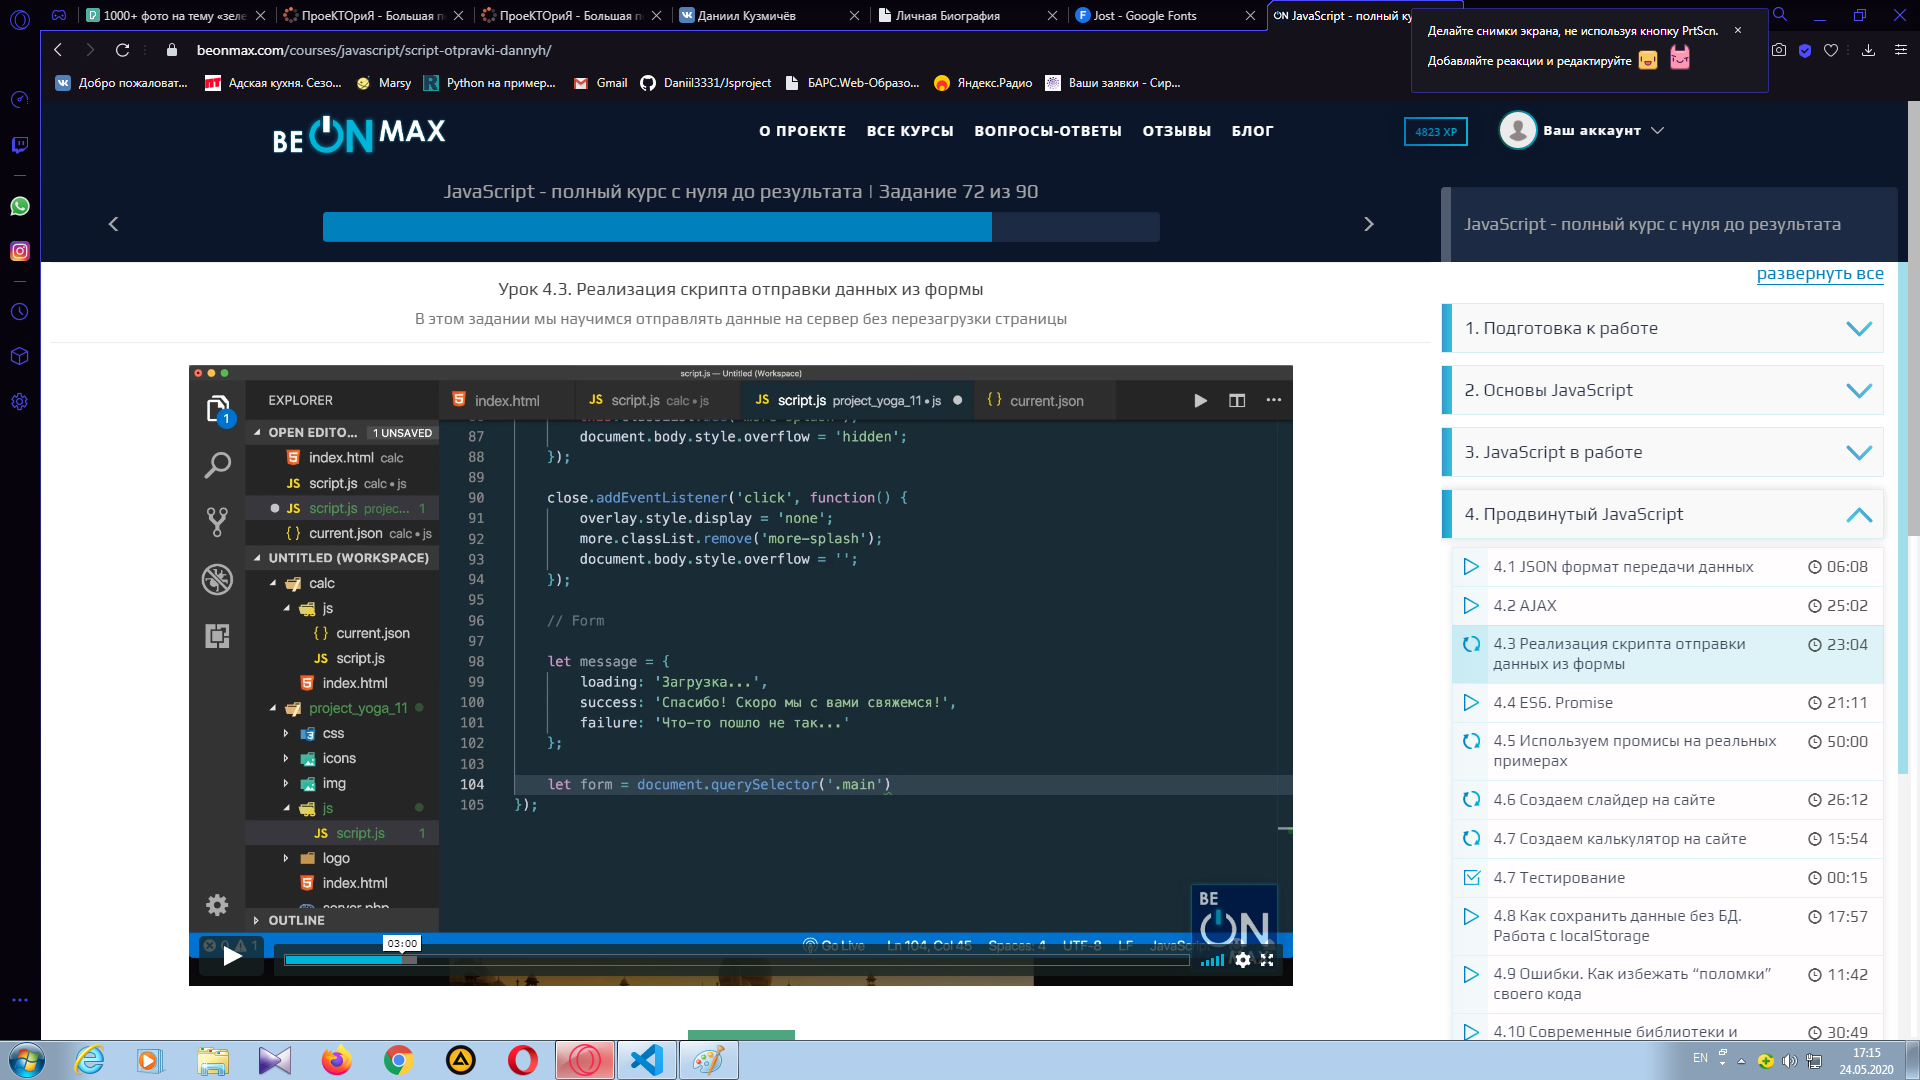 1000+ фото на тему «зеле
ПроеКТОриЯ - Большая п
ПроеКТОриЯ - Большая п
Даниил Кузмичёв
Личная Биография
Jost - Google Fonts
JavaScript - полный ку
Делайте снимки экрана, не используя кнопку PrtScn.
Добавляйте реакции и редактируйте
beonmax.com/courses/javascript/script-otpravki-dannyh/
Добро пожаловат...
Адская кухня. Сезо...
Marsy
Python на пример...
Gmail
Daniil3331/Jsproject
БАРС.Web-Образо...
Яндекс.Радио
Ваши заявки - Сир...
BE ON MAX
О ПРОЕКТЕ
ВСЕ КУРСЫ
ВОПРОСЫ-ОТВЕТЫ
ОТЗЫВЫ
БЛОГ
4823 XP
Ваш аккаунт
JavaScript - полный курс с нуля до результата | Задание 72 из 90
JavaScript - полный курс с нуля до результата
Урок 4.3. Реализация скрипта отправки данных из формы
В этом задании мы научимся отправлять данные на сервер без перезагрузки страницы
script.js — Untitled (Workspace)
EXPLORER
index.html
script.js calc • js
script.js project_yoga_11 • js
current.json
1
OPEN EDITO... 1 UNSAVED
index.html calc
script.js calc • js
script.js projec... 1
current.json calc • js
UNTITLED (WORKSPACE)
calc
js
current.json
script.js
index.html
project_yoga_11
css
icons
img
js
script.js 1
logo
index.html
server.php
OUTLINE
87 document.body.style.overflow = 'hidden';
88 });
89
90 close.addEventListener('click', function() {
91 overlay.style.display = 'none';
92 more.classList.remove('more-splash');
93 document.body.style.overflow = '';
94 });
95
96 // Form
97
98 let message = {
99 loading: 'Загрузка...',
100 success: 'Спасибо! Скоро мы с вами свяжемся!',
101 failure: 'Что-то пошло не так...'
102 };
103
104 let form = document.querySelector('.main')
105 });
BE ON MAX
03:00
Go Live
Ln 104, Col 45
Spaces: 4
UTF-8
LF
JavaScript
развернуть все
1. Подготовка к работе
2. Основы JavaScript
3. JavaScript в работе
4. Продвинутый JavaScript
4.1 JSON формат передачи данных 06:08
4.2 AJAX 25:02
4.3 Реализация скрипта отправки 23:04
данных из формы
4.4 ES6. Promise 21:11
4.5 Используем промисы на реальных 50:00
примерах
4.6 Создаем слайдер на сайте 26:12
4.7 Создаем калькулятор на сайте 15:54
4.7 Тестирование 00:15
4.8 Как сохранить данные без БД. 17:57
Работа с localStorage
4.9 Ошибки. Как избежать “поломки” 11:42
своего кода
4.10 Современные библиотеки и 30:49
EN
17:15
24.05.2020